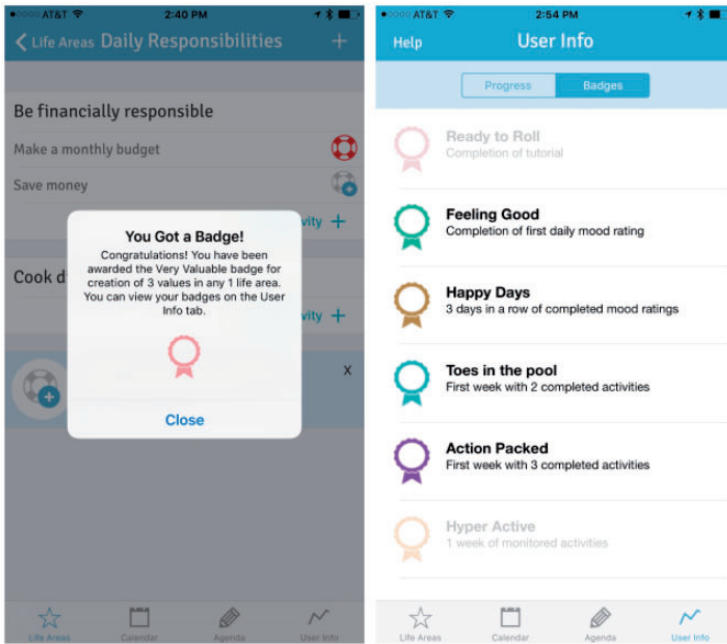 AT&T 2:40 PM
Life Areas Daily Responsibilities +
Be financially responsible
Make a monthly budget
Save money
vity +
You Got a Badge!
Congratulations! You have been
awarded the Very Valuable badge for
creation of 3 values in any 1 life area.
You can view your badges on the User
Info tab.
Cook d
vity +
X
Close
Life Areas Calendar Agenda User Info
AT&T 2:54 PM
Help User Info
Progress Badges
Ready to Roll
Completion of tutorial
Feeling Good
Completion of first daily mood rating
Happy Days
3 days in a row of completed mood ratings
Toes in the pool
First week with 2 completed activities
Action Packed
First week with 3 completed activities
Hyper Active
1 week of monitored activities
Life Areas Calendar Agenda User Info